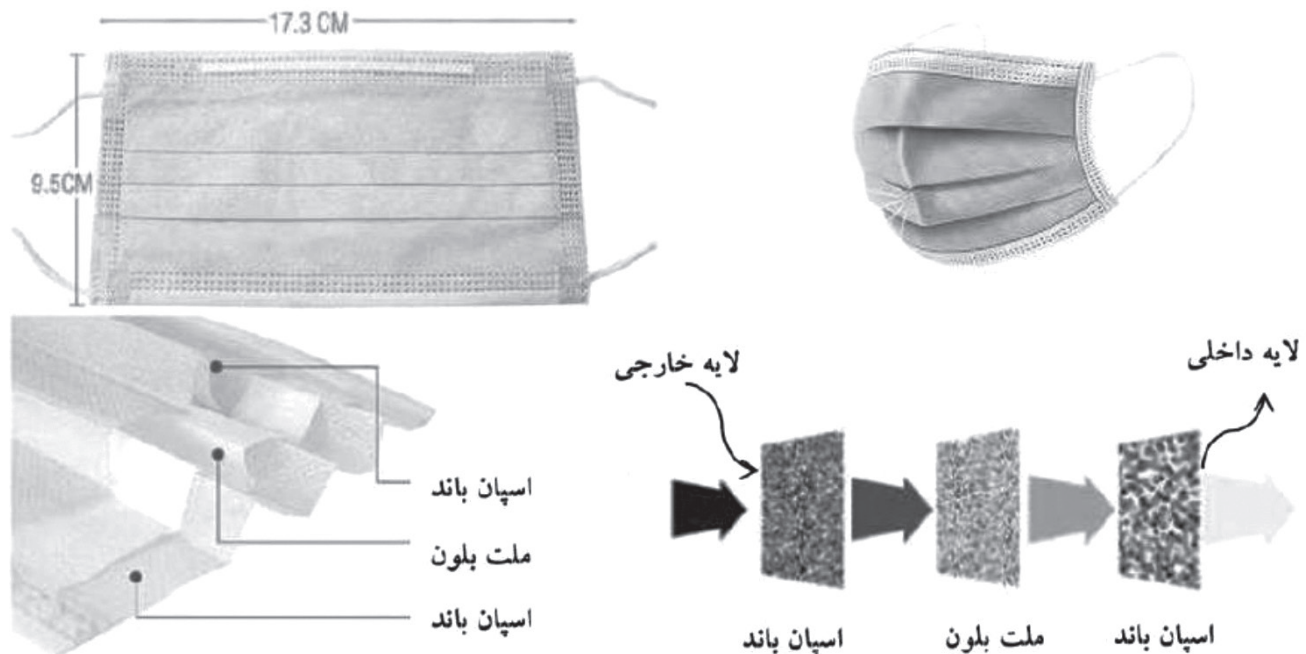 17.3 CM
9.5CM
اسپان باند
ملت بلون
اسپان باند
لایه خارجی
لایه داخلی
اسپان باند
ملت بلون
اسپان باند